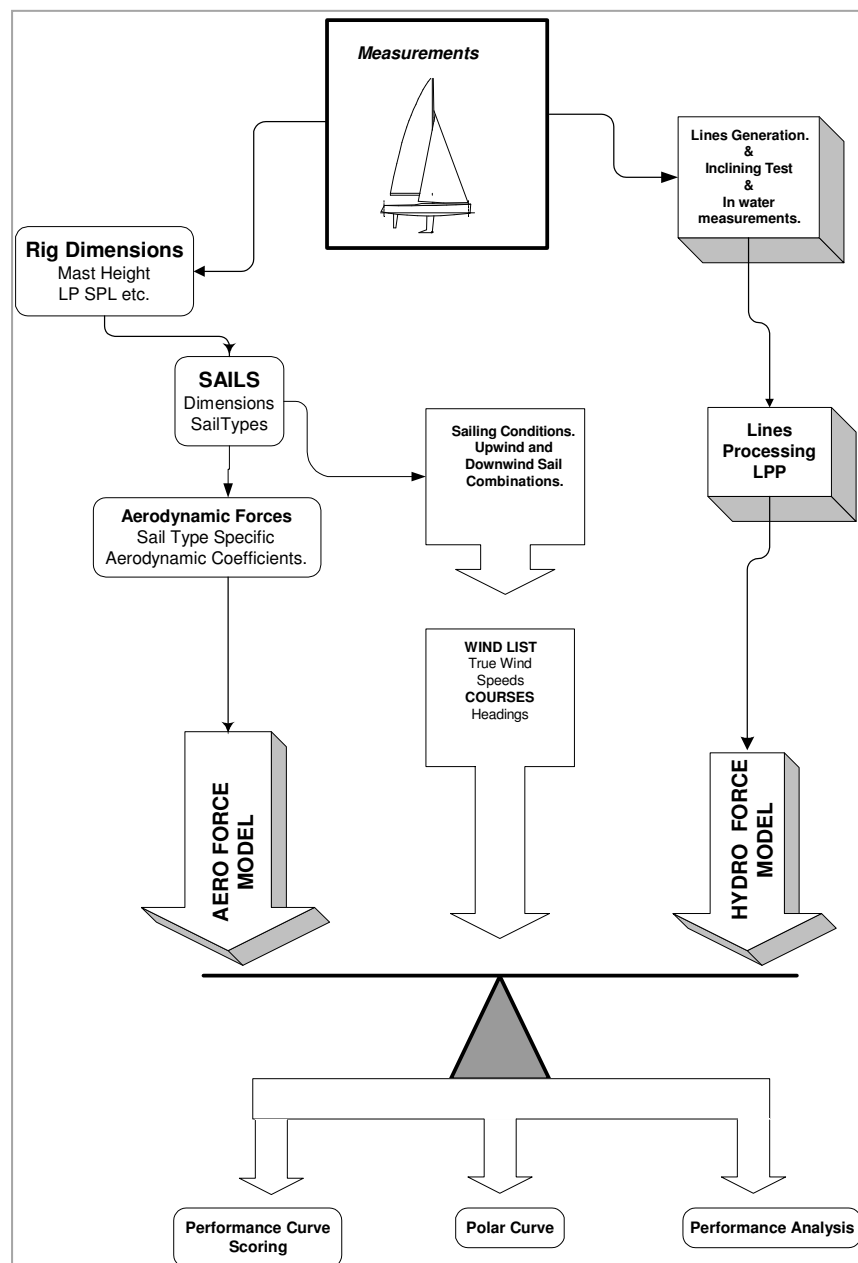 Measurements
Lines Generation.
&
Inclining Test
&
In water
measurements.
Rig Dimensions
Mast Height
LP SPL etc.
SAILS
Dimensions
SailTypes
Sailing Conditions.
Upwind and
Downwind Sail
Combinations.
Lines
Processing
LPP
Aerodynamic Forces
Sail Type Specific
Aerodynamic Coefficients.
WIND LIST
True Wind
Speeds
COURSES
Headings
AERO FORCE
MODEL
HYDRO FORCE
MODEL
Performance Curve
Scoring
Polar Curve
Performance Analysis